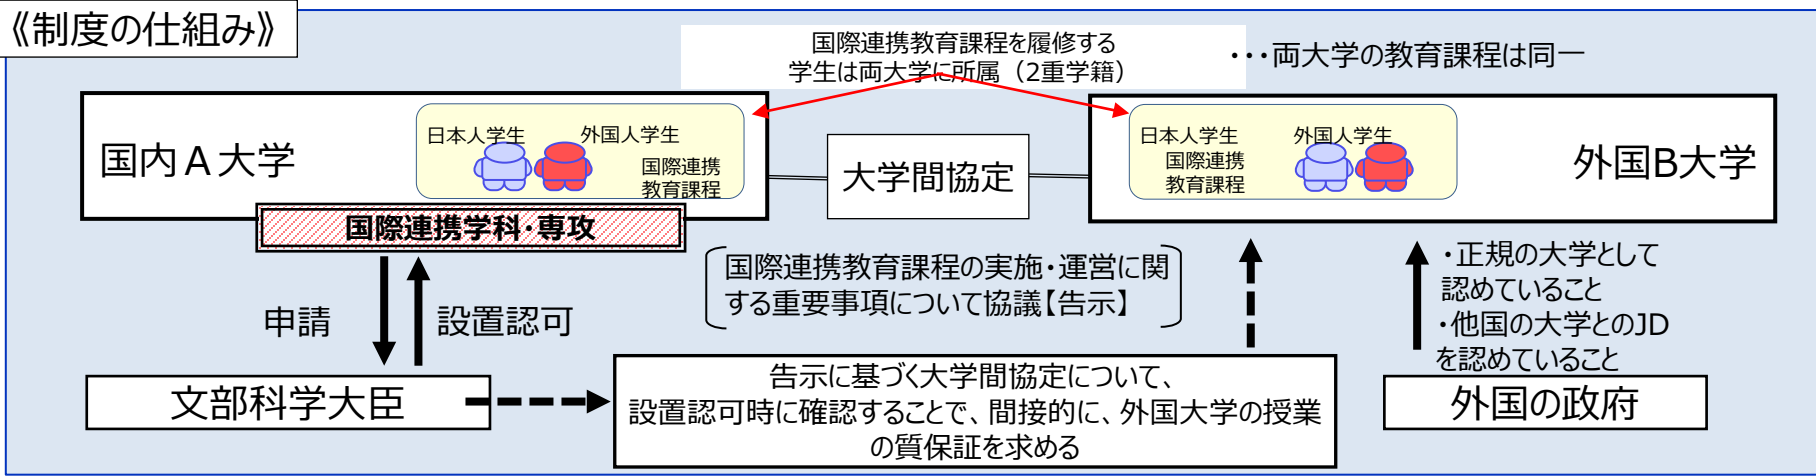 《制度の仕組み》
国際連携教育課程を履修する
学生は両大学に所属（2重学籍）
・・・両大学の教育課程は同一
国内Ａ大学
日本人学生
外国人学生
国際連携
教育課程
国際連携学科・専攻
大学間協定
日本人学生
外国人学生
国際連携
教育課程
外国B大学
国際連携教育課程の実施・運営に関
する重要事項について協議【告示】
申請
設置認可
・正規の大学として
認めていること
・他国の大学とのJD
を認めていること
文部科学大臣
告示に基づく大学間協定について、
設置認可時に確認することで、間接的に、外国大学の授業
の質保証を求める
外国の政府